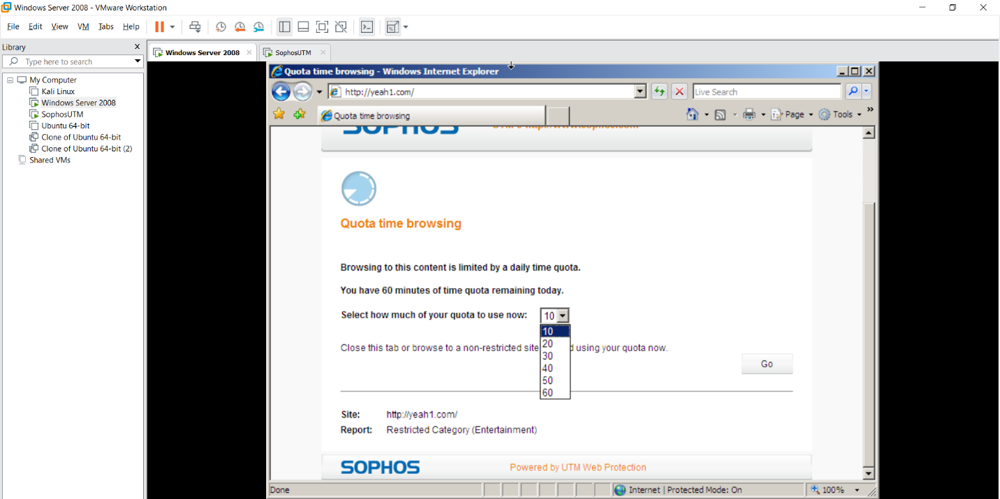 Windows Server 2008 - VMware Workstation
File Edit View VM Tabs Help
Library
Type here to search
My Computer
Kali Linux
Windows Server 2008
SophosUTM
Ubuntu 64-bit
Clone of Ubuntu 64-bit
Clone of Ubuntu 64-bit (2)
Shared VMs
Windows Server 2008
SophosUTM
Quota time browsing - Windows Internet Explorer
http://yeah1.com/
Live Search
Quota time browsing
Page
Tools
SOPHOS
Quota time browsing
Browsing to this content is limited by a daily time quota.
You have 60 minutes of time quota remaining today.
Select how much of your quota to use now: 10
10
20
30
40
50
60
Close this tab or browse to a non-restricted site using your quota now.
Go
Site: http://yeah1.com/
Report: Restricted Category (Entertainment)
SOPHOS Powered by UTM Web Protection
Done
Internet | Protected Mode: On
100%